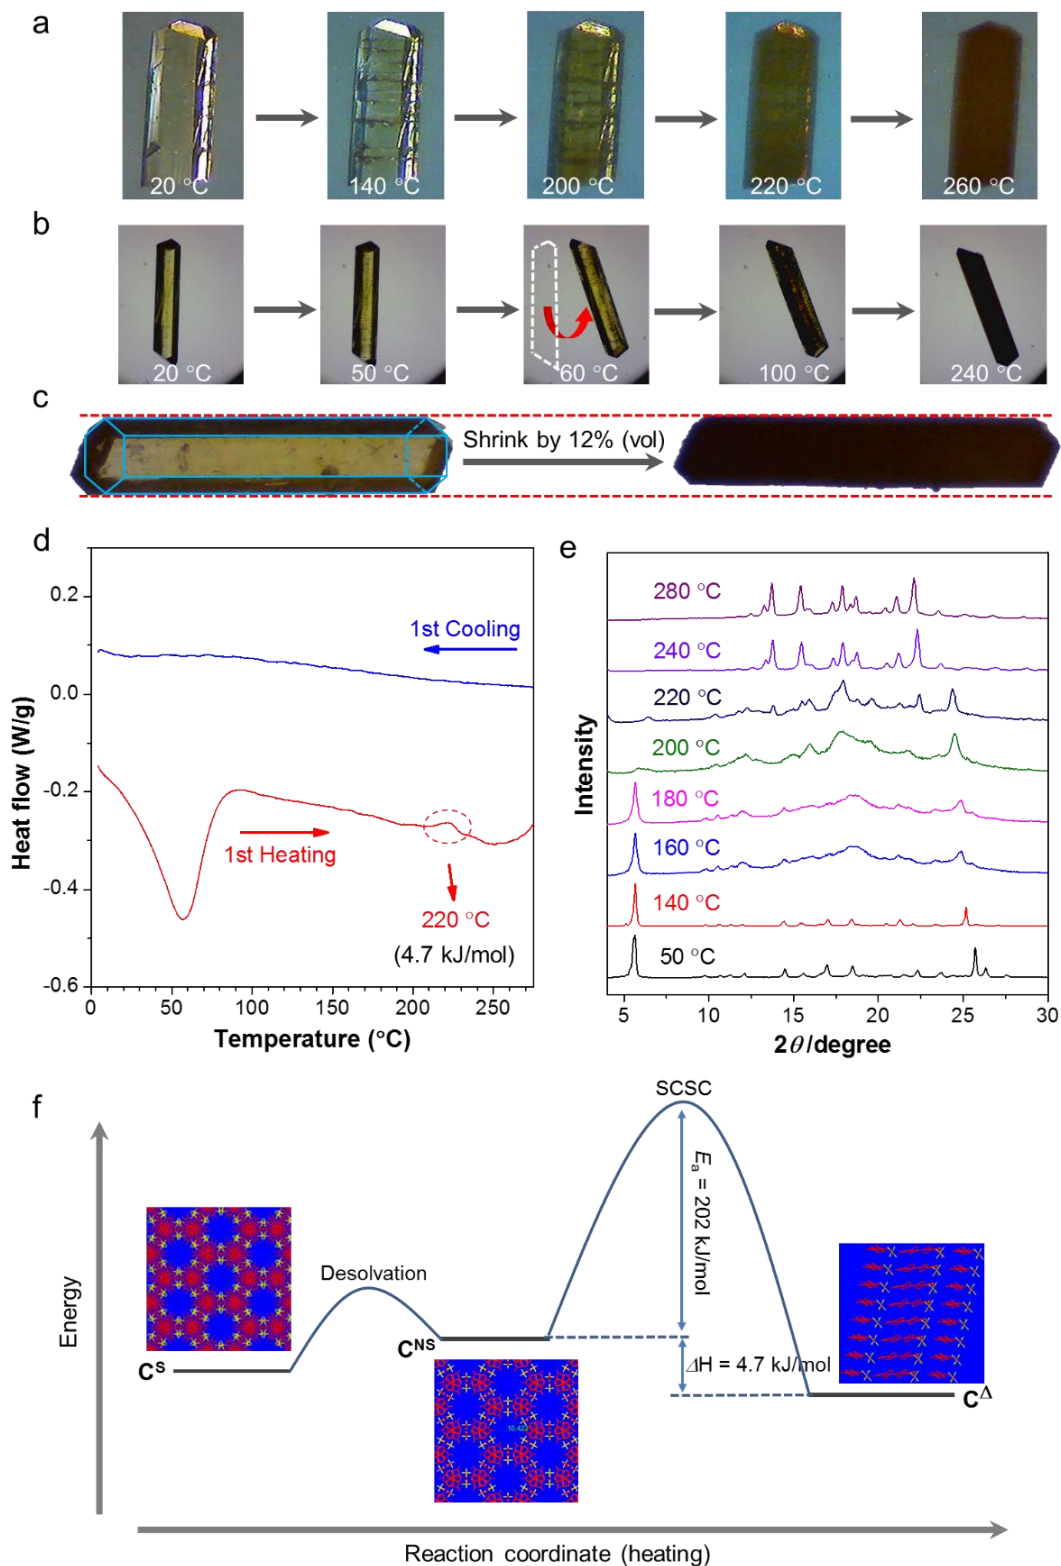 a
20 °C
140 °C
200 °C
220 °C
260 °C
b
20 °C
50 °C
60 °C
100 °C
240 °C
c
Shrink by 12% (vol)
d
Heat flow (W/g)
0.2
0.0
-0.2
-0.4
-0.6
1st Cooling
1st Heating
220 °C
(4.7 kJ/mol)
0
50
100
150
200
250
Temperature (°C)
e
Intensity
280 °C
240 °C
220 °C
200 °C
180 °C
160 °C
140 °C
50 °C
5
10
15
20
25
30
2θ/degree
f
Energy
SCSC
Eₐ = 202 kJ/mol
Desolvation
Cˢ
Cᴺˢ
ΔH = 4.7 kJ/mol
C^Δ
Reaction coordinate (heating)